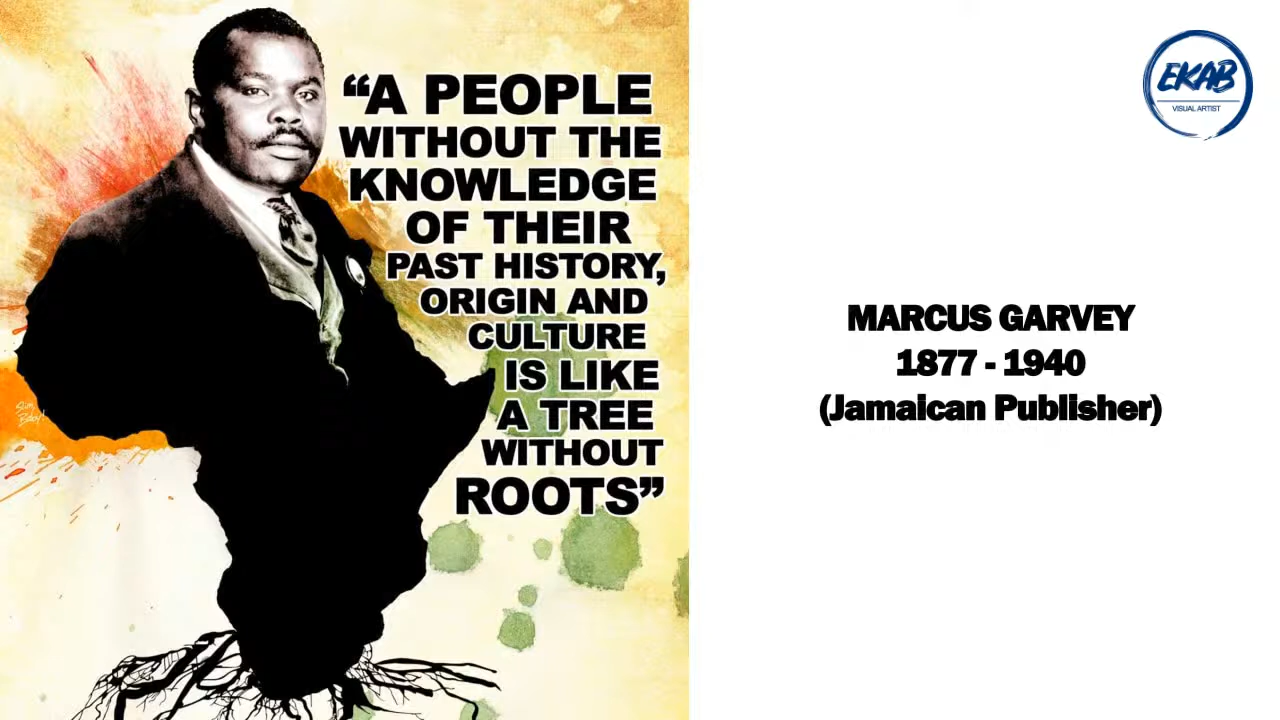 “A PEOPLE
WITHOUT THE
KNOWLEDGE
OF THEIR
PAST HISTORY,
ORIGIN AND
CULTURE
IS LIKE
A TREE
WITHOUT
ROOTS”
EKAB
VISUAL ARTIST
MARCUS GARVEY
1877 - 1940
(Jamaican Publisher)